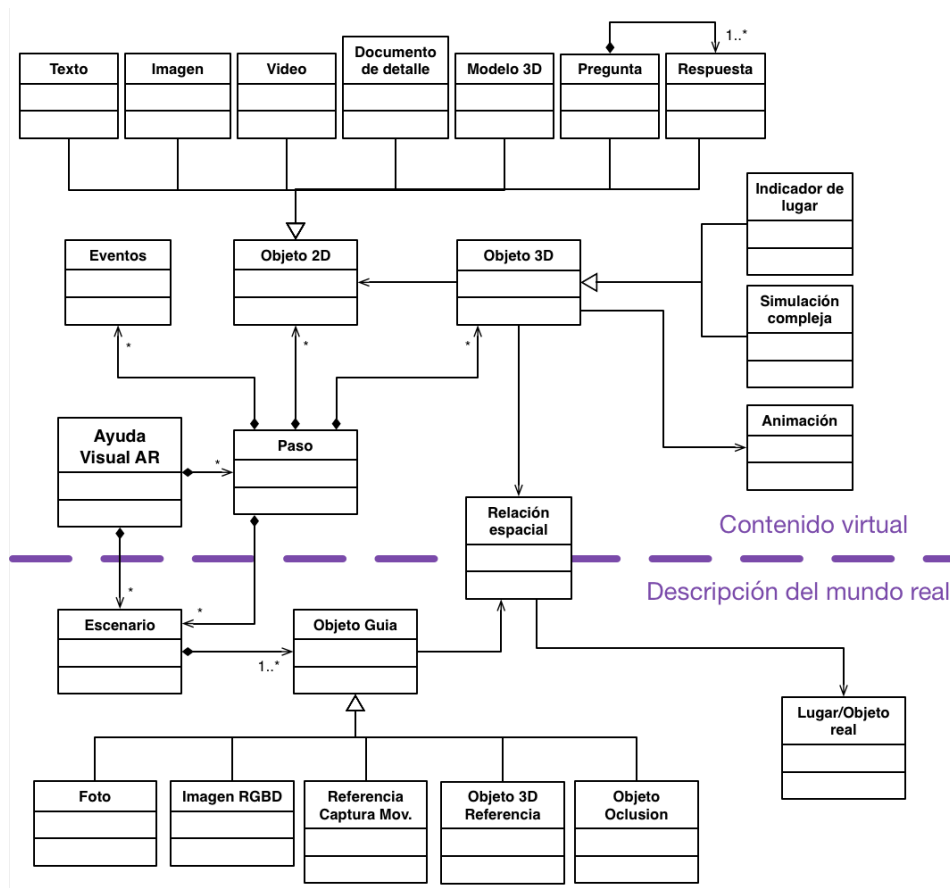 1..*
Texto
Imagen
Video
Documento
de detalle
Modelo 3D
Pregunta
Respuesta
Indicador de
lugar
Eventos
Objeto 2D
Objeto 3D
Simulación
compleja
*
*
*
Ayuda
Visual AR
Paso
Animación
*
Relación
espacial
Contenido virtual
Descripción del mundo real
*
*
Escenario
Objeto Guia
1..*
Lugar/Objeto
real
Foto
Imagen RGBD
Referencia
Captura Mov.
Objeto 3D
Referencia
Objeto
Oclusion